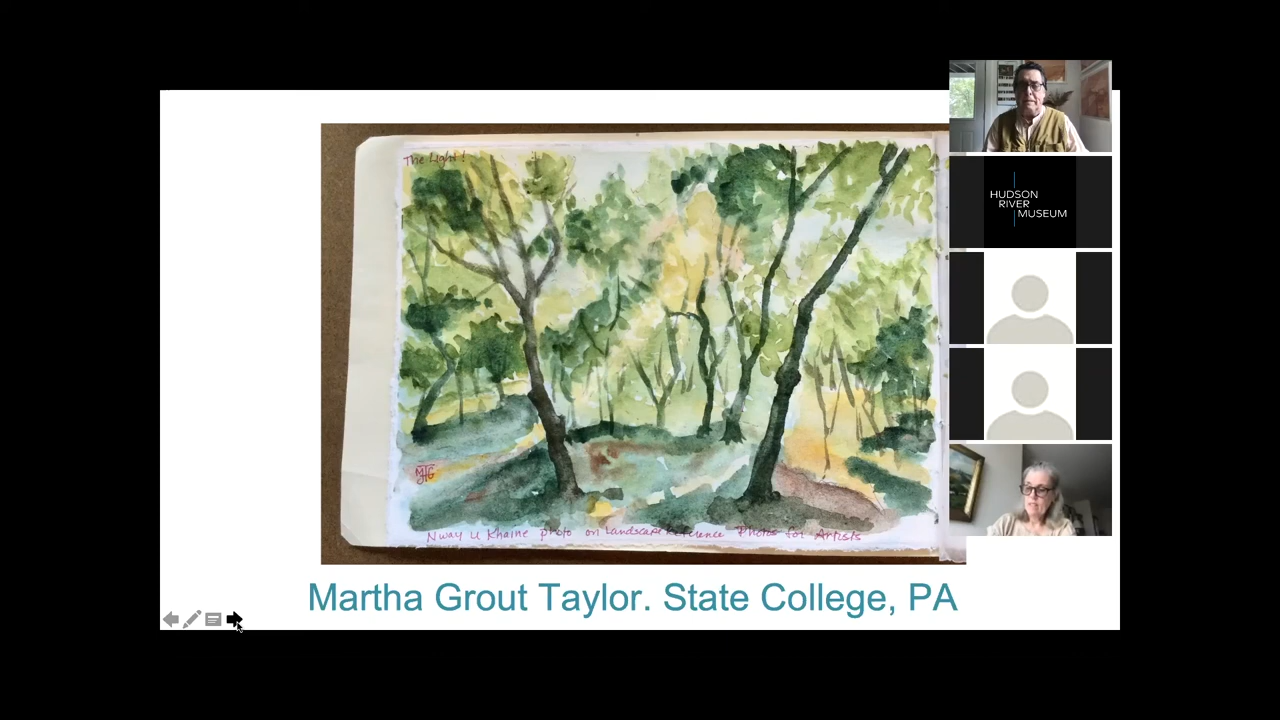 The Light!
MTG
Nway U Khaine photo on Landscape Reference Photos for Artists
Martha Grout Taylor. State College, PA
HUDSON
RIVER
MUSEUM